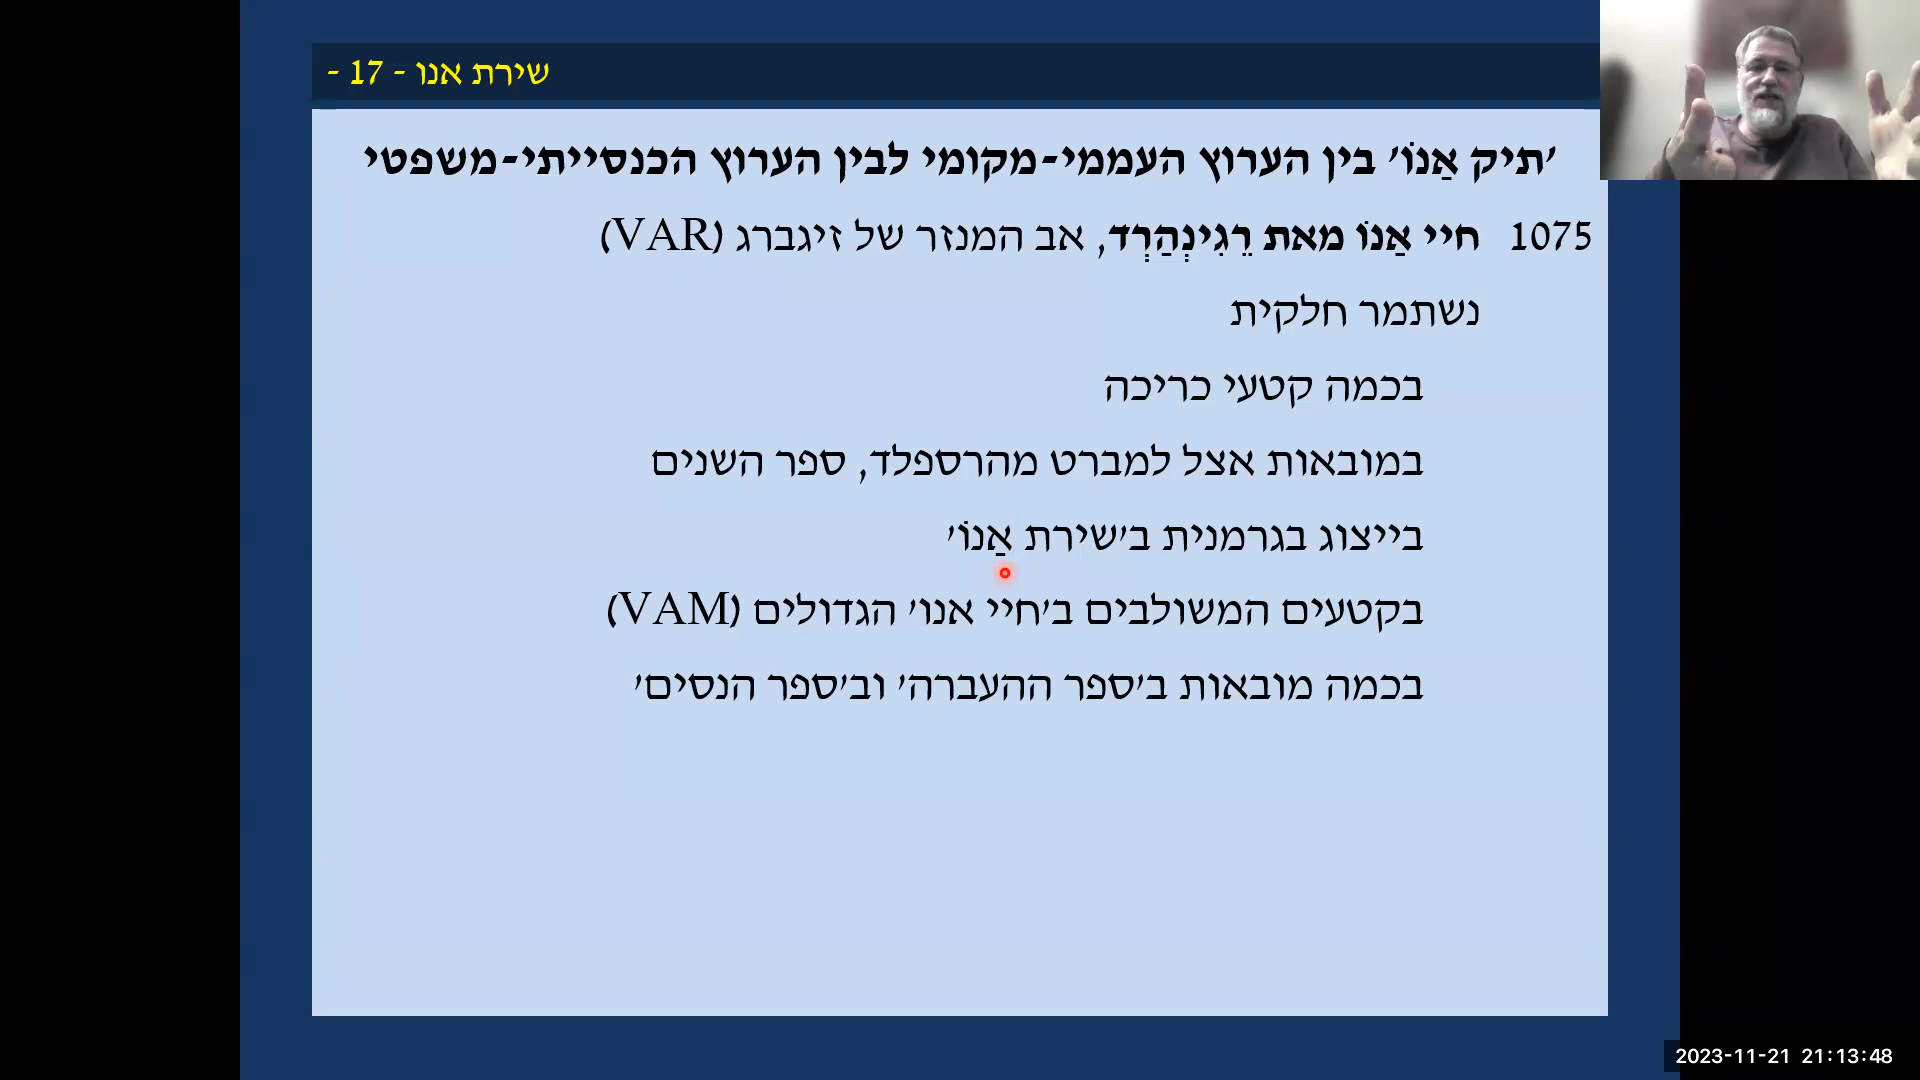 שירת אנו - 17 -
'תיק אַנוֹ' בין הערוץ העממי-מקומי לבין הערוץ הכנסייתי-משפטי
1075 חיי אַנוֹ מאת רֵגִינְהַרְד, אב המנזר של זיגברג (VAR)
נשתמר חלקית
בכמה קטעי כריכה
במובאות אצל למברט מהרספלד, ספר השנים
בייצוג בגרמנית ב'שירת אַנוֹ'
בקטעים המשולבים ב'חיי אנו' הגדולים (VAM)
בכמה מובאות ב'ספר ההעברה' וב'ספר הנסים'
2023-11-21 21:13:48